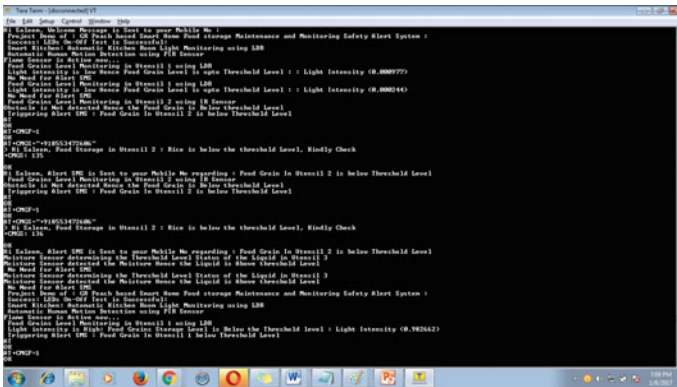 Tera Term - [disconnected] VT
File Edit Setup Control Window Help
Hi Saleem, Welcome Message is Sent to your Mobile No :
Project Demo of : GR Peach based Smart Home Food storage Maintenance and Monitoring Safety Alert System :
Success: LEDs On-Off Test is Successful:
Smart Kitchen: Automatic Kitchen Room Light Monitoring using LDR
Automatic Human Motion Detection using PIR Sensor
Flame Sensor is Active now...
Food Grains Level Monitoring in Utensil 1 using LDR
Light intensity is low Hence Food Grain Level is upto Threshold Level : : Light Intensity (0.000977)
No Need For Alert SMS
Food Grains Level Monitoring in Utensil 1 using LDR
Light intensity is low Hence Food Grain Level is upto Threshold Level : : Light Intensity (0.000244)
No Need For Alert SMS
Food Grains Level Monitoring in Utensil 2 using IR Sensor
Obstacle is Not detected Hence the Food Grain is Below threshold Level
Triggering Alert SMS : Food Grain In Utensil 2 is below Threshold Level
AT
OK
AT+CMGF=1
OK
AT+CMGS="+918553472606"
> Hi Saleem, Food Storage in Utensil 2 : Rice is below the threshold Level, Kindly Check
+CMGS: 135
OK
Hi Saleem, Alert SMS is Sent to your Mobile No regarding : Food Grain In Utensil 2 is below Threshold Level
Food Grains Level Monitoring in Utensil 2 using IR Sensor
Obstacle is Not detected Hence the Food Grain is Below threshold Level
Triggering Alert SMS : Food Grain In Utensil 2 is below Threshold Level
AT
OK
AT+CMGF=1
OK
AT+CMGS="+918553472606"
> Hi Saleem, Food Storage in Utensil 2 : Rice is below the threshold Level, Kindly Check
+CMGS: 136
OK
Hi Saleem, Alert SMS is Sent to your Mobile No regarding : Food Grain In Utensil 2 is below Threshold Level
Moisture Sensor determining the Threshold Level Status of the Liquid in Utensil 3
Moisture Sensor detected the Moisture Hence the Liquid is Above threshold Level
No Need For Alert SMS
Moisture Sensor determining the Threshold Level Status of the Liquid in Utensil 3
Moisture Sensor detected the Moisture Hence the Liquid is Above threshold Level
No Need For Alert SMS
Project Demo of : GR Peach based Smart Home Food storage Maintenance and Monitoring Safety Alert System :
Success: LEDs On-Off Test is Successful:
Smart Kitchen: Automatic Kitchen Room Light Monitoring using LDR
Automatic Human Motion Detection using PIR Sensor
Flame Sensor is Active now...
Food Grains Level Monitoring in Utensil 1 using LDR
Light intensity is High: Food Grains Storage Level is Below the Threshold level : Light Intensity (0.902662)
Triggering Alert SMS : Food Grain In Utensil 1 is below Threshold Level
AT
OK
AT+CMGF=1
OK
7:09 PM
1/8/2017